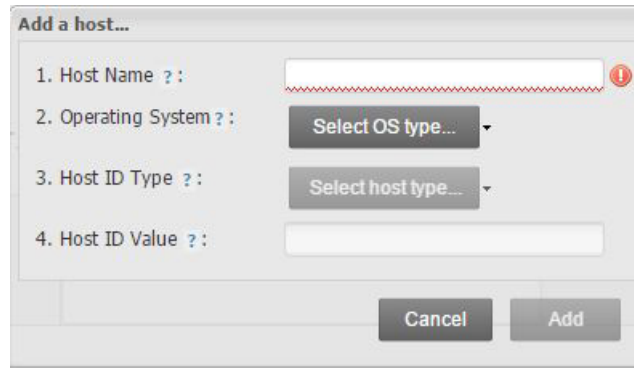 Add a host...
1. Host Name ? :
2. Operating System ? :
Select OS type...
3. Host ID Type ? :
Select host type...
4. Host ID Value ? :
Cancel
Add